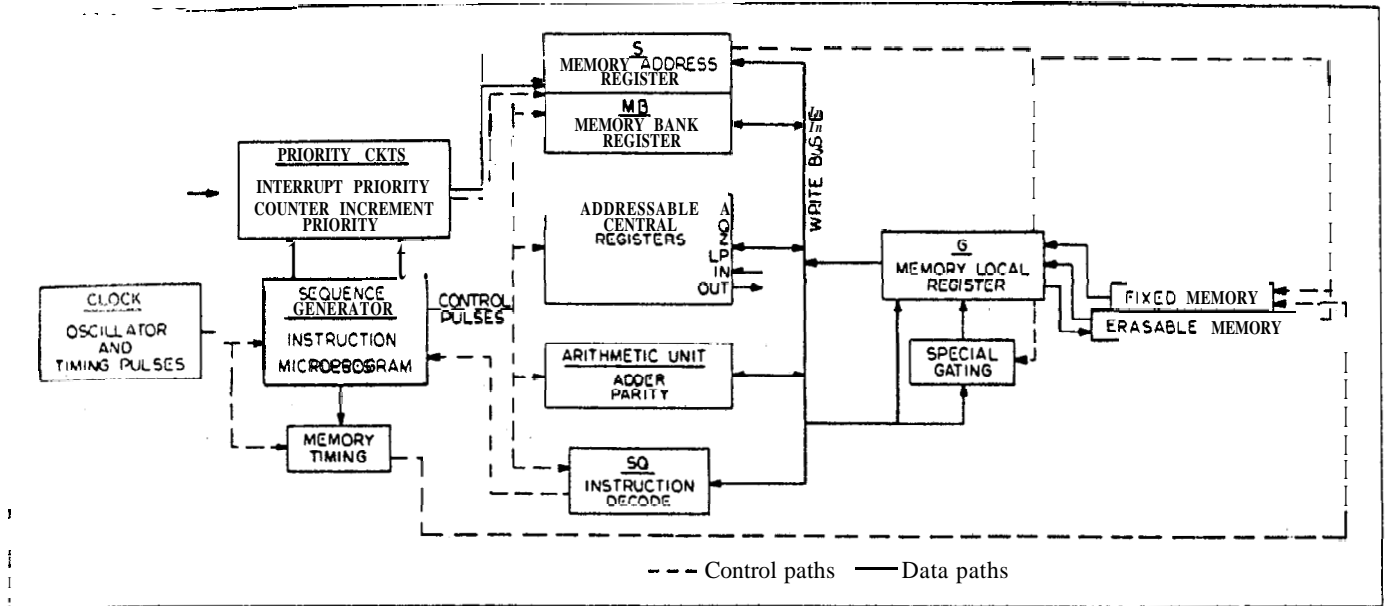 S
MEMORY ADDRESS
REGISTER
MB
MEMORY BANK
REGISTER
WRITE BUS
PRIORITY CKTS
INTERRUPT PRIORITY
COUNTER INCREMENT
PRIORITY
ADDRESSABLE
CENTRAL
REGISTERS
A
Q
Z
LP
IN
OUT
G
MEMORY LOCAL
REGISTER
CLOCK
OSCILLATOR
AND
TIMING PULSES
SEQUENCE
GENERATOR
INSTRUCTION
CONTROL
PULSES
FIXED MEMORY
ERASABLE MEMORY
ARITHMETIC UNIT
ADDER
PARITY
SPECIAL
GATING
MEMORY
TIMING
SQ
INSTRUCTION
DECODE
Control paths
Data paths